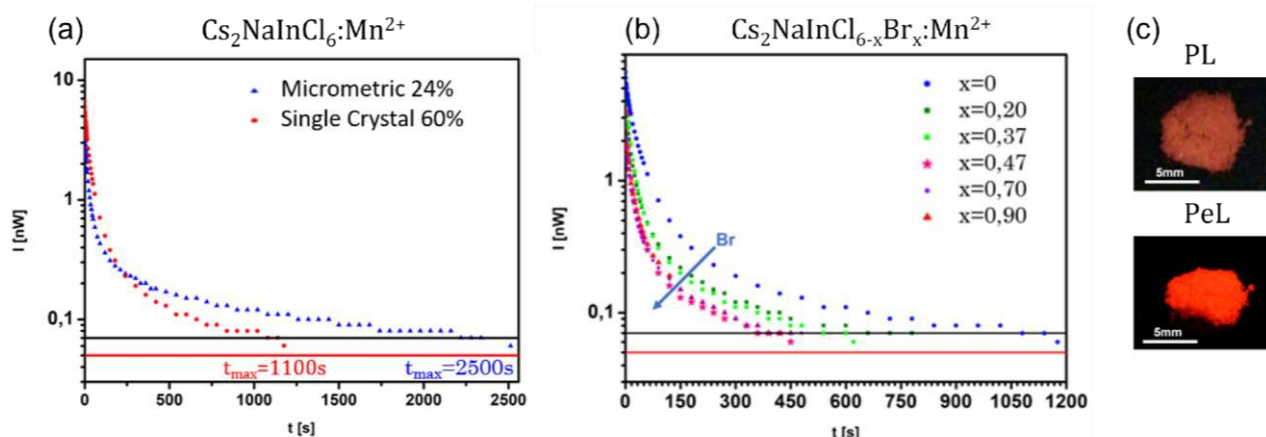 (a) Cs₂NaInCl₆:Mn²⁺
Micrometric 24%
Single Crystal 60%
10
1
0,1
I [nW]
t_max=1100s t_max=2500s
0 500 1000 1500 2000 2500
t [s]
(b) Cs₂NaInCl₆₋ₓBrₓ:Mn²⁺
x=0
x=0,20
x=0,37
x=0,47
x=0,70
x=0,90
Br
1
0,1
I [nW]
0 150 300 450 600 750 900 1050 1200
t [s]
(c)
PL
5mm
PeL
5mm